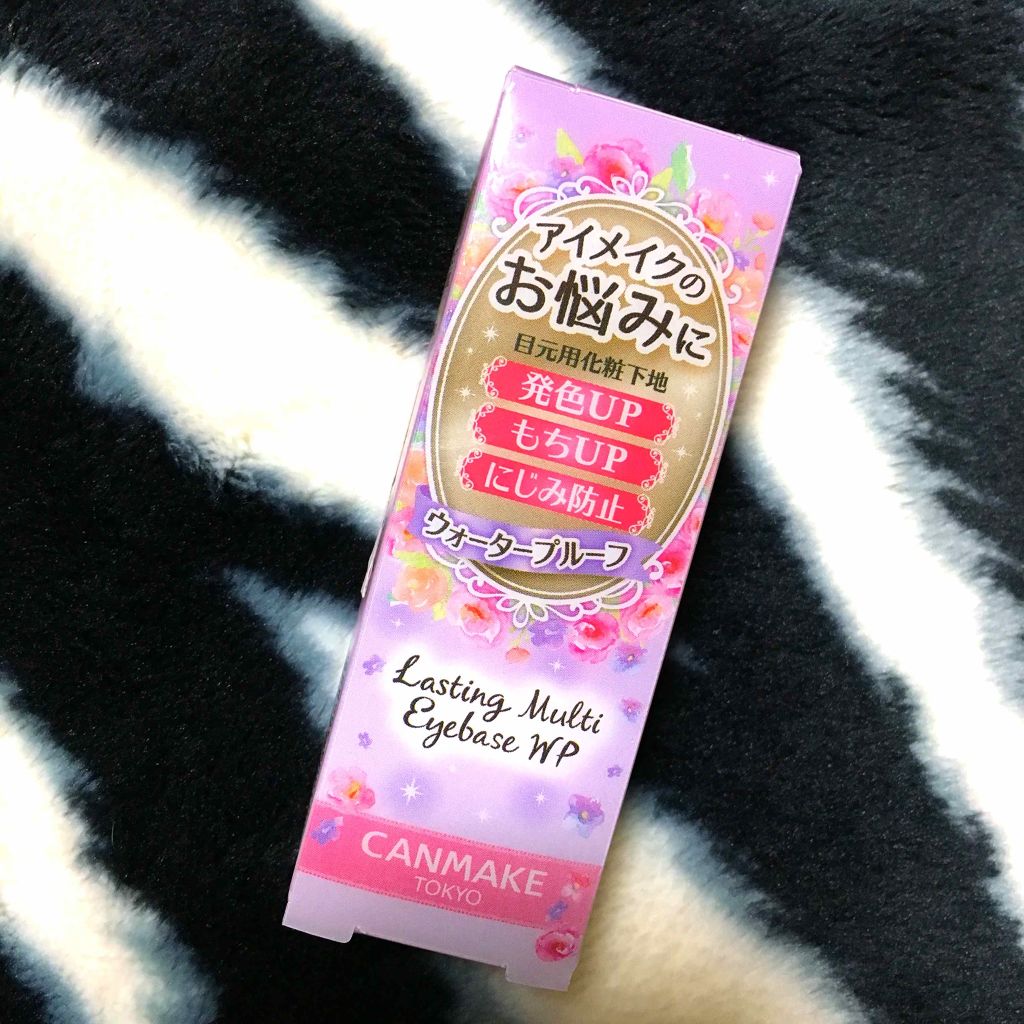 アイメイクの
お悩みに
目元用化粧下地
発色UP
もちUP
にじみ防止
ウォータープルーフ
Lasting Multi
Eyebase WP
CANMAKE
TOKYO